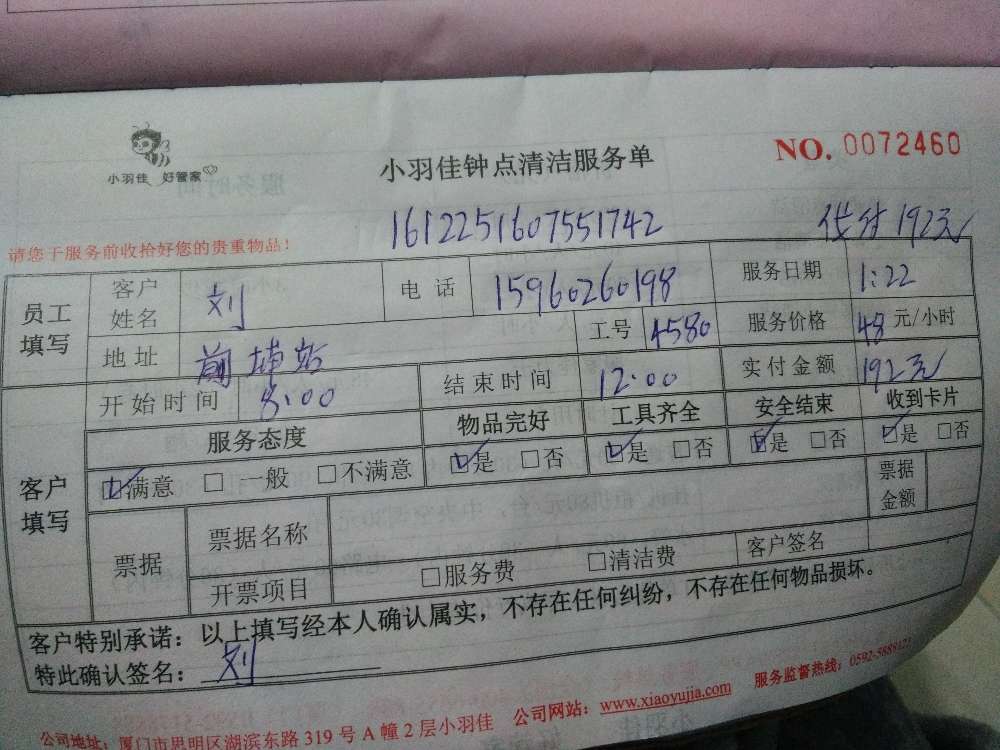 小羽佳 好管家
小羽佳钟点清洁服务单
NO. 0072460
1612251607551742
代付192元
请您于服务前收拾好您的贵重物品！
员工填写 客户姓名 刘 电话 15960260198 服务日期 1:22
地址 前埔站 工号 4580 服务价格 48元/小时
开始时间 8:00 结束时间 12:00 实付金额 192元
客户填写 服务态度 物品完好 工具齐全 安全结束 收到卡片
☑满意 □一般 □不满意 ☑是 □否 ☑是 □否 ☑是 □否 ☑是 □否
票据 票据名称 票据金额
开票项目 □服务费 □清洁费 客户签名
客户特别承诺：以上填写经本人确认属实，不存在任何纠纷，不存在任何物品损坏。
特此确认签名：刘
公司地址：厦门市思明区湖滨东路319号A幢2层小羽佳 公司网站：www.xiaoyujia.com 服务监督热线：0592-5888121